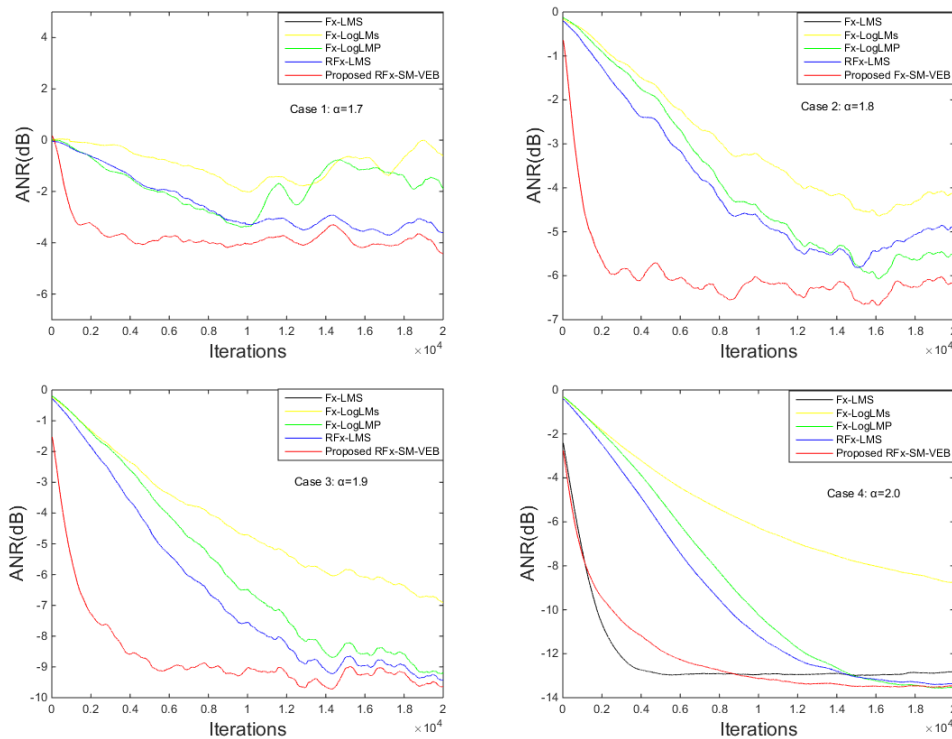 5
4
2
0
-2
-4
-6
ANR(dB)
0 0.2 0.4 0.6 0.8 1 1.2 1.4 1.6 1.8 2
×10⁴
Iterations
Fx-LMS
Fx-LogLMs
Fx-LogLMP
RFx-LMS
Proposed RFx-SM-VEB
Case 1: α=1.7
0
-1
-2
-3
-4
-5
-6
-7
ANR(dB)
0 0.2 0.4 0.6 0.8 1 1.2 1.4 1.6 1.8 2
×10⁴
Iterations
Fx-LMS
Fx-LogLMs
Fx-LogLMP
RFx-LMS
Proposed Fx-SM-VEB
Case 2: α=1.8
0
-1
-2
-3
-4
-5
-6
-7
-8
-9
-10
ANR(dB)
0 0.2 0.4 0.6 0.8 1 1.2 1.4 1.6 1.8 2
×10⁴
Iterations
Fx-LMS
Fx-LogLMs
Fx-LogLMP
RFx-LMS
Proposed RFx-SM-VEB
Case 3: α=1.9
0
-2
-4
-6
-8
-10
-12
-14
ANR(dB)
0 0.2 0.4 0.6 0.8 1 1.2 1.4 1.6 1.8 2
×10⁴
Iterations
Fx-LMS
Fx-LogLMs
Fx-LogLMP
RFx-LMS
Proposed RFx-SM-VEB
Case 4: α=2.0